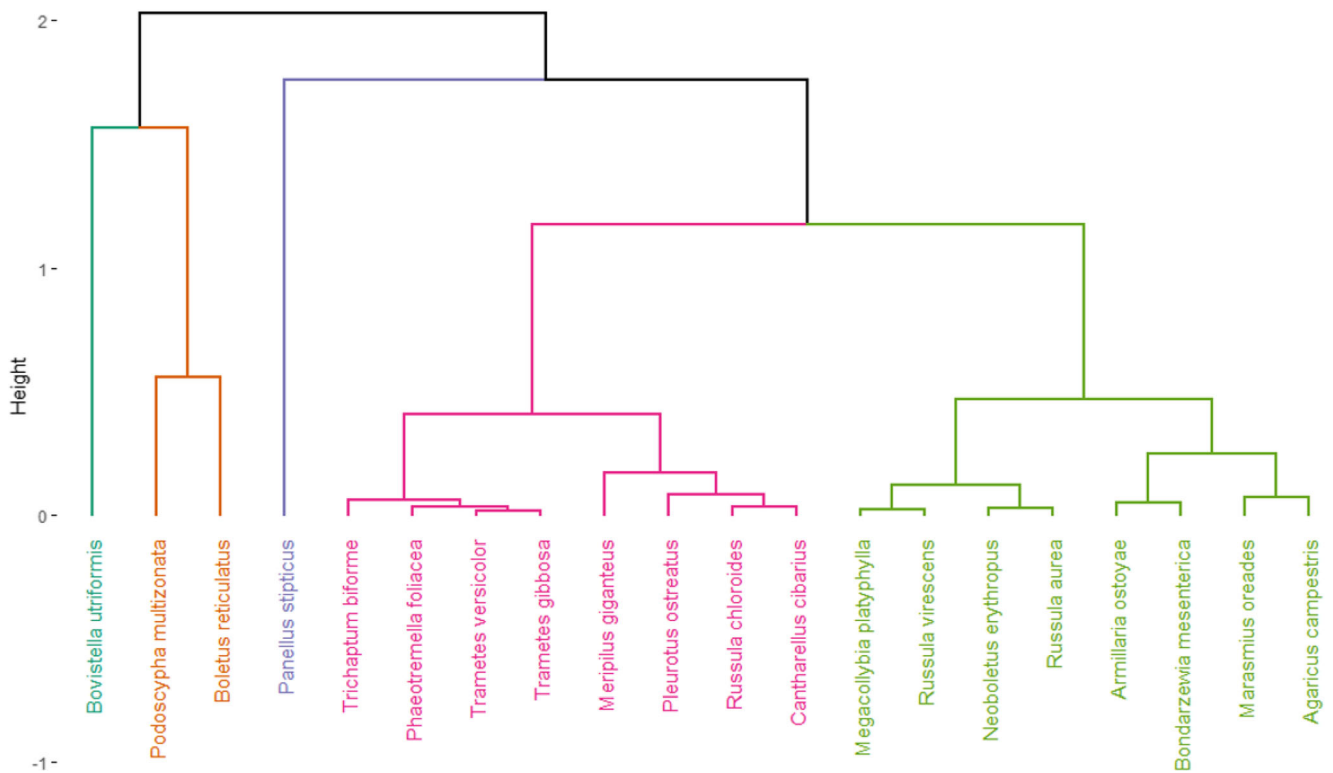 2
1
0
-1
Height
Bovistella utriformis
Podoscypha multizonata
Boletus reticulatus
Panellus stipticus
Trichaptum biforme
Phaeotremella foliacea
Trametes versicolor
Trametes gibbosa
Meripilus giganteus
Pleurotus ostreatus
Russula chloroides
Cantharellus cibarius
Megacollybia platyphylla
Russula virescens
Neoboletus erythropus
Russula aurea
Armillaria ostoyae
Bondarzewia mesenterica
Marasmius oreades
Agaricus campestris